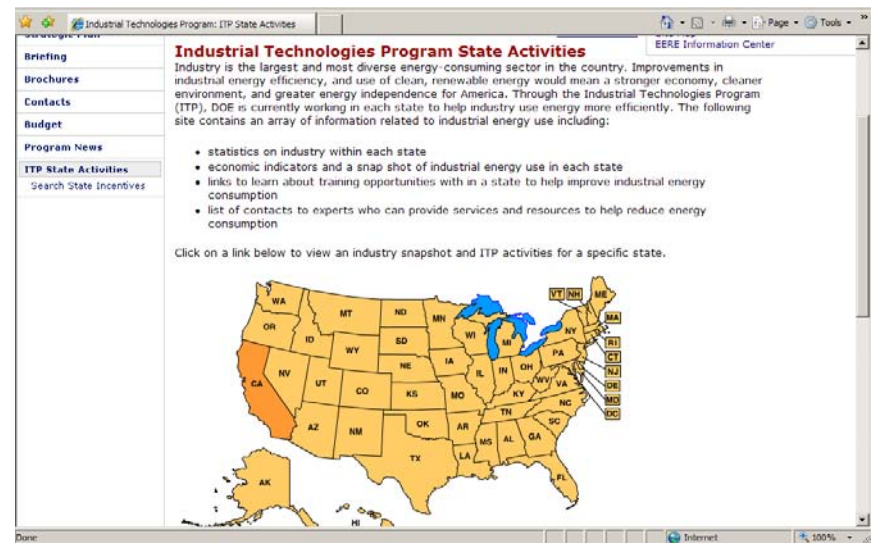 Industrial Technologies Program: ITP State Activities
Page
Tools
Strategic Plan
Briefing
Brochures
Contacts
Budget
Program News
ITP State Activities
Search State Incentives
EERE Information Center
Industrial Technologies Program State Activities
Industry is the largest and most diverse energy-consuming sector in the country. Improvements in
industrial energy efficiency, and use of clean, renewable energy would mean a stronger economy, cleaner
environment, and greater energy independence for America. Through the Industrial Technologies Program
(ITP), DOE is currently working in each state to help industry use energy more efficiently. The following
site contains an array of information related to industrial energy use including:
• statistics on industry within each state
• economic indicators and a snap shot of industrial energy use in each state
• links to learn about training opportunities with in a state to help improve industrial energy
consumption
• list of contacts to experts who can provide services and resources to help reduce energy
consumption
Click on a link below to view an industry snapshot and ITP activities for a specific state.
VT NH ME
WA MT ND MN
MA
OR ID SD WI MI NY
RI
WY IA PA
CT
NE
NJ
NV UT IL IN OH
DE
CA CO KS MO WV VA
MD
KY NC
DC
TN
AZ NM OK AR SC
MS AL GA
TX LA
AK FL
HI
Done
Internet
100%